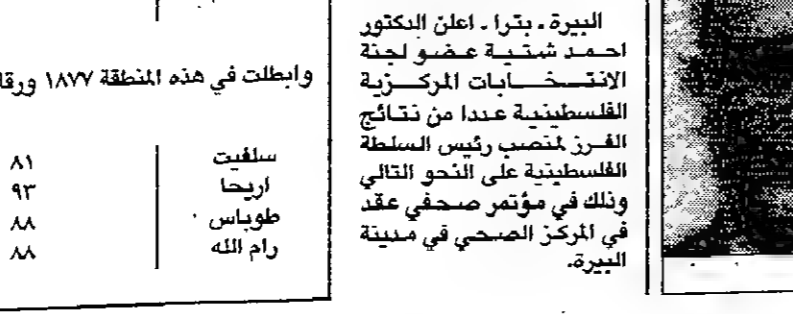 البيرة ـ بترا ـ اعلن الدكتور
احمد شتية عضو لجنة
الانتخابات المركزية
الفلسطينية عددا من نتائج
الفرز لمنصب رئيس السلطة
الفلسطينية على النحو التالي
وذلك في مؤتمر صحفي عقد
في المركز الصحي في مدينة
البيرة.
وابطلت في هذه المنطقة ١٨٧٧
سلفيت ٨١
اريحا ٩٣
طوباس ٨٨
رام الله ٨٨